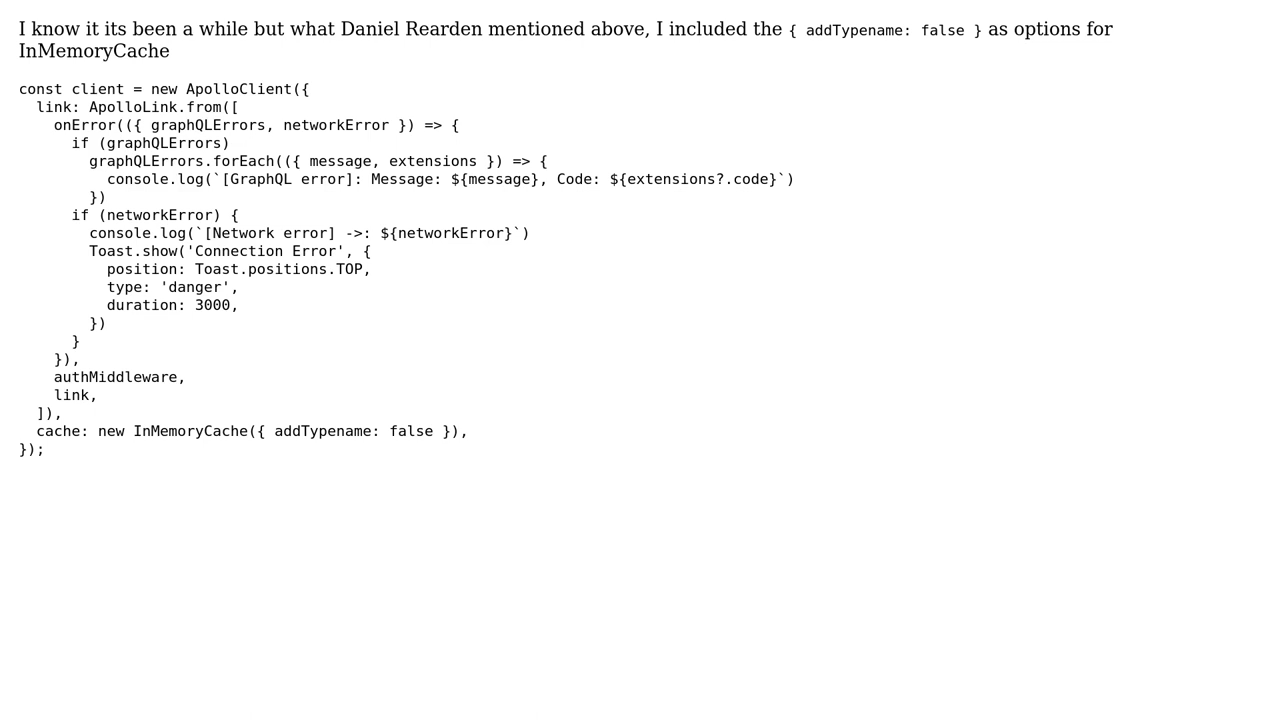 I know it its been a while but what Daniel Rearden mentioned above, I included the { addTypename: false } as options for
InMemoryCache
const client = new ApolloClient({
  link: ApolloLink.from([
    onError(({ graphQLErrors, networkError }) => {
      if (graphQLErrors)
        graphQLErrors.forEach(({ message, extensions }) => {
          console.log(`[GraphQL error]: Message: ${message}, Code: ${extensions?.code}`)
        })
      if (networkError) {
        console.log(`[Network error] ->: ${networkError}`)
        Toast.show('Connection Error', {
          position: Toast.positions.TOP,
          type: 'danger',
          duration: 3000,
        })
      }
    }),
    authMiddleware,
    link,
  ]),
  cache: new InMemoryCache({ addTypename: false }),
});